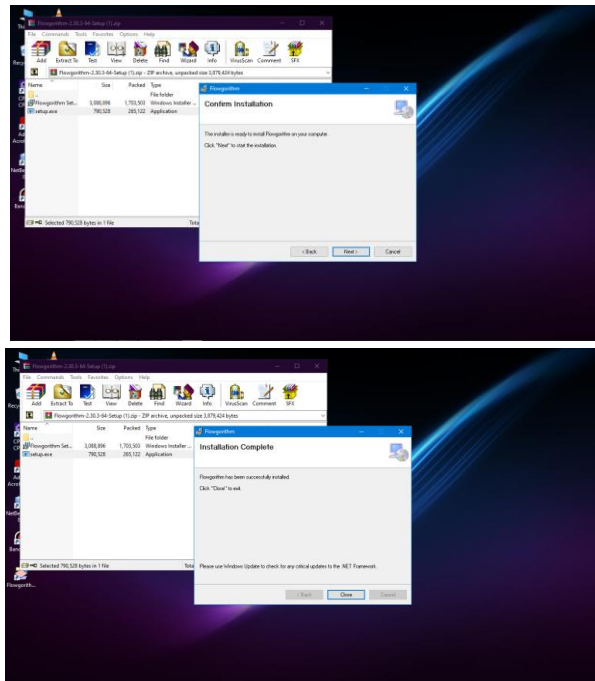 Flowgorithm-2.30.3-64-Setup (1).zip
File Commands Tools Favorites Options Help
Add Extract To Test View Delete Find Wizard Info VirusScan Comment SFX
Flowgorithm-2.30.3-64-Setup (1).zip - ZIP archive, unpacked size 3,879,424 bytes
Name Size Packed Type
..
File folder
Flowgorithm Set... 3,088,896 1,703,503 Windows Installer ...
setup.exe 790,528 265,122 Application
Selected 790,528 bytes in 1 file
Flowgorithm
Confirm Installation
The installer is ready to install Flowgorithm on your computer.
Click "Next" to start the installation.
< Back Next > Cancel
Flowgorithm-2.30.3-64-Setup (1).zip
File Commands Tools Favorites Options Help
Add Extract To Test View Delete Find Wizard Info VirusScan Comment SFX
Flowgorithm-2.30.3-64-Setup (1).zip - ZIP archive, unpacked size 3,879,424 bytes
Name Size Packed Type
..
File folder
Flowgorithm Set... 3,088,896 1,703,503 Windows Installer ...
setup.exe 790,528 265,122 Application
Selected 790,528 bytes in 1 file
Flowgorith...
Flowgorithm
Installation Complete
Flowgorithm has been successfully installed.
Click "Close" to exit.
Please use Windows Update to check for any critical updates to the .NET Framework.
< Back Close Cancel